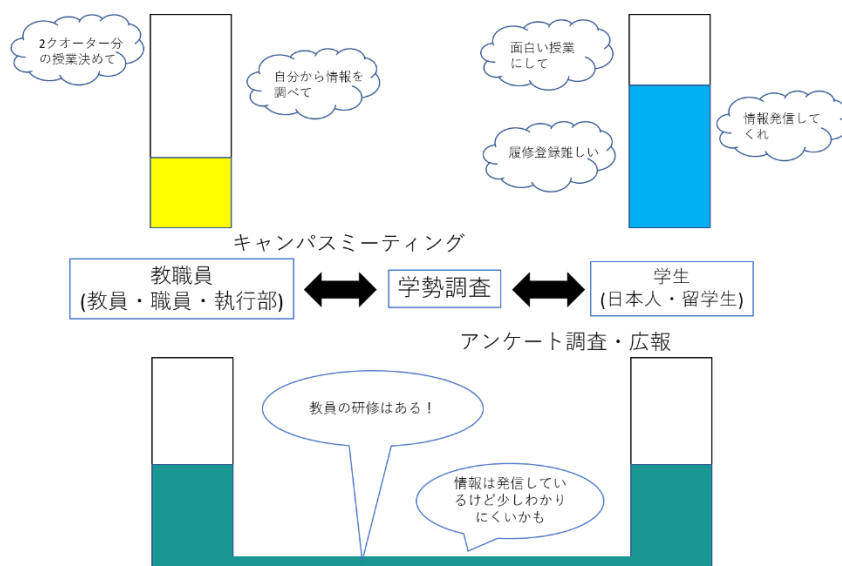 2クオーター分
の授業決めて
自分から情報を
調べて
面白い授業
にして
情報発信して
くれ
履修登録難しい
キャンパスミーティング
教職員
(教員・職員・執行部)
学勢調査
学生
(日本人・留学生)
アンケート調査・広報
教員の研修はある！
情報は発信してい
るけど少しわかり
にくいかも